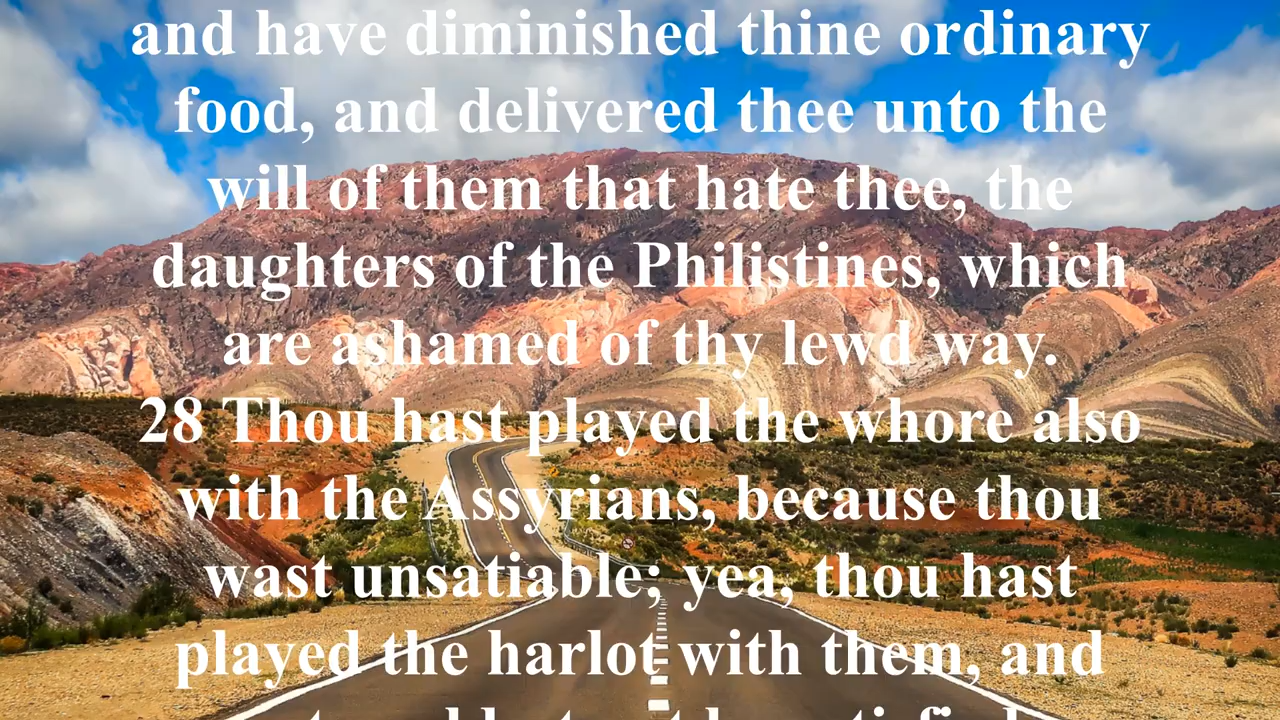 and have diminished thine ordinary
food, and delivered thee unto the
will of them that hate thee, the
daughters of the Philistines, which
are ashamed of thy lewd way.
28 Thou hast played the whore also
with the Assyrians, because thou
wast unsatiable; yea, thou hast
played the harlot with them, and